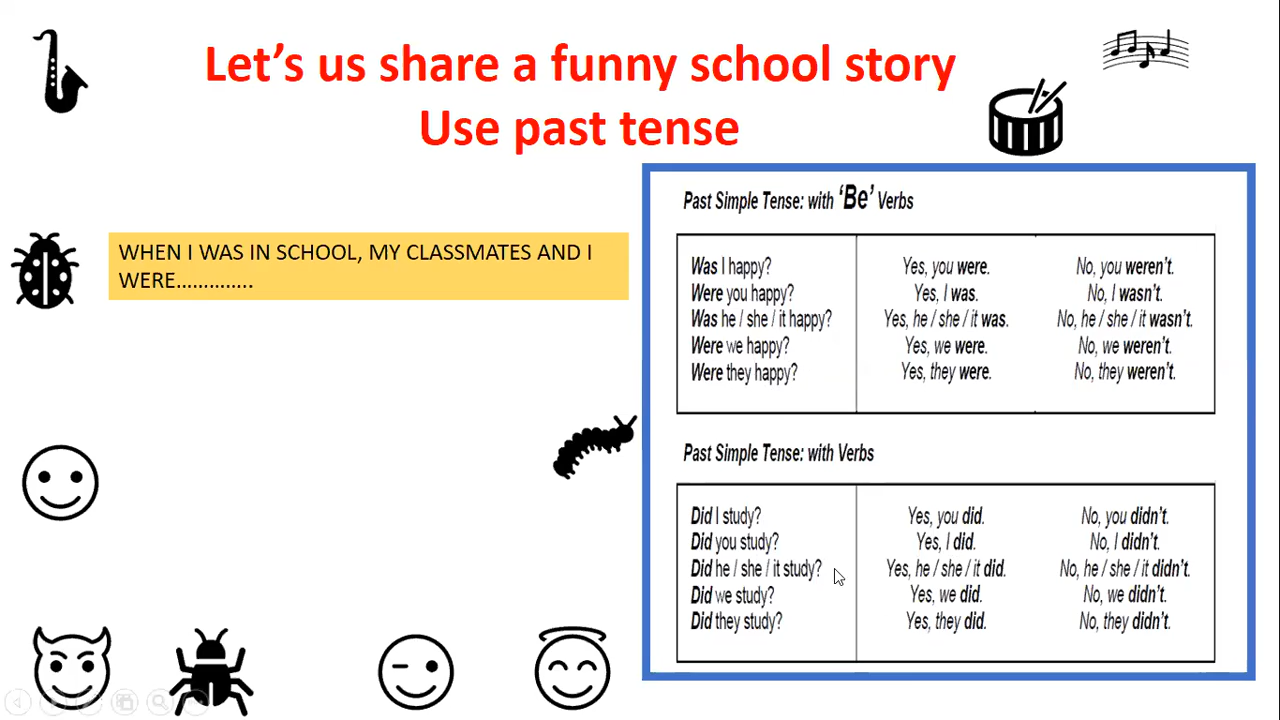 Let’s us share a funny school story
Use past tense
WHEN I WAS IN SCHOOL, MY CLASSMATES AND I
WERE…………..
Past Simple Tense: with ‘Be’ Verbs
Was I happy? Yes, you were. No, you weren’t.
Were you happy? Yes, I was. No, I wasn’t.
Was he / she / it happy? Yes, he / she / it was. No, he / she / it wasn’t.
Were we happy? Yes, we were. No, we weren’t.
Were they happy? Yes, they were. No, they weren’t.
Past Simple Tense: with Verbs
Did I study? Yes, you did. No, you didn’t.
Did you study? Yes, I did. No, I didn’t.
Did he / she / it study? Yes, he / she / it did. No, he / she / it didn’t.
Did we study? Yes, we did. No, we didn’t.
Did they study? Yes, they did. No, they didn’t.